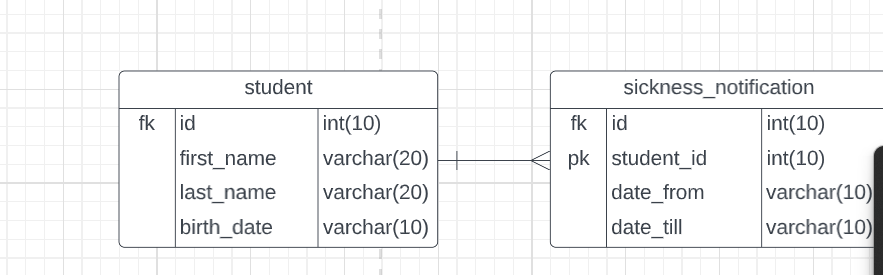 student
fk id int(10)
first_name varchar(20)
last_name varchar(20)
birth_date varchar(10)
sickness_notification
fk id int(10)
pk student_id int(10)
date_from varchar(10)
date_till varchar(10)